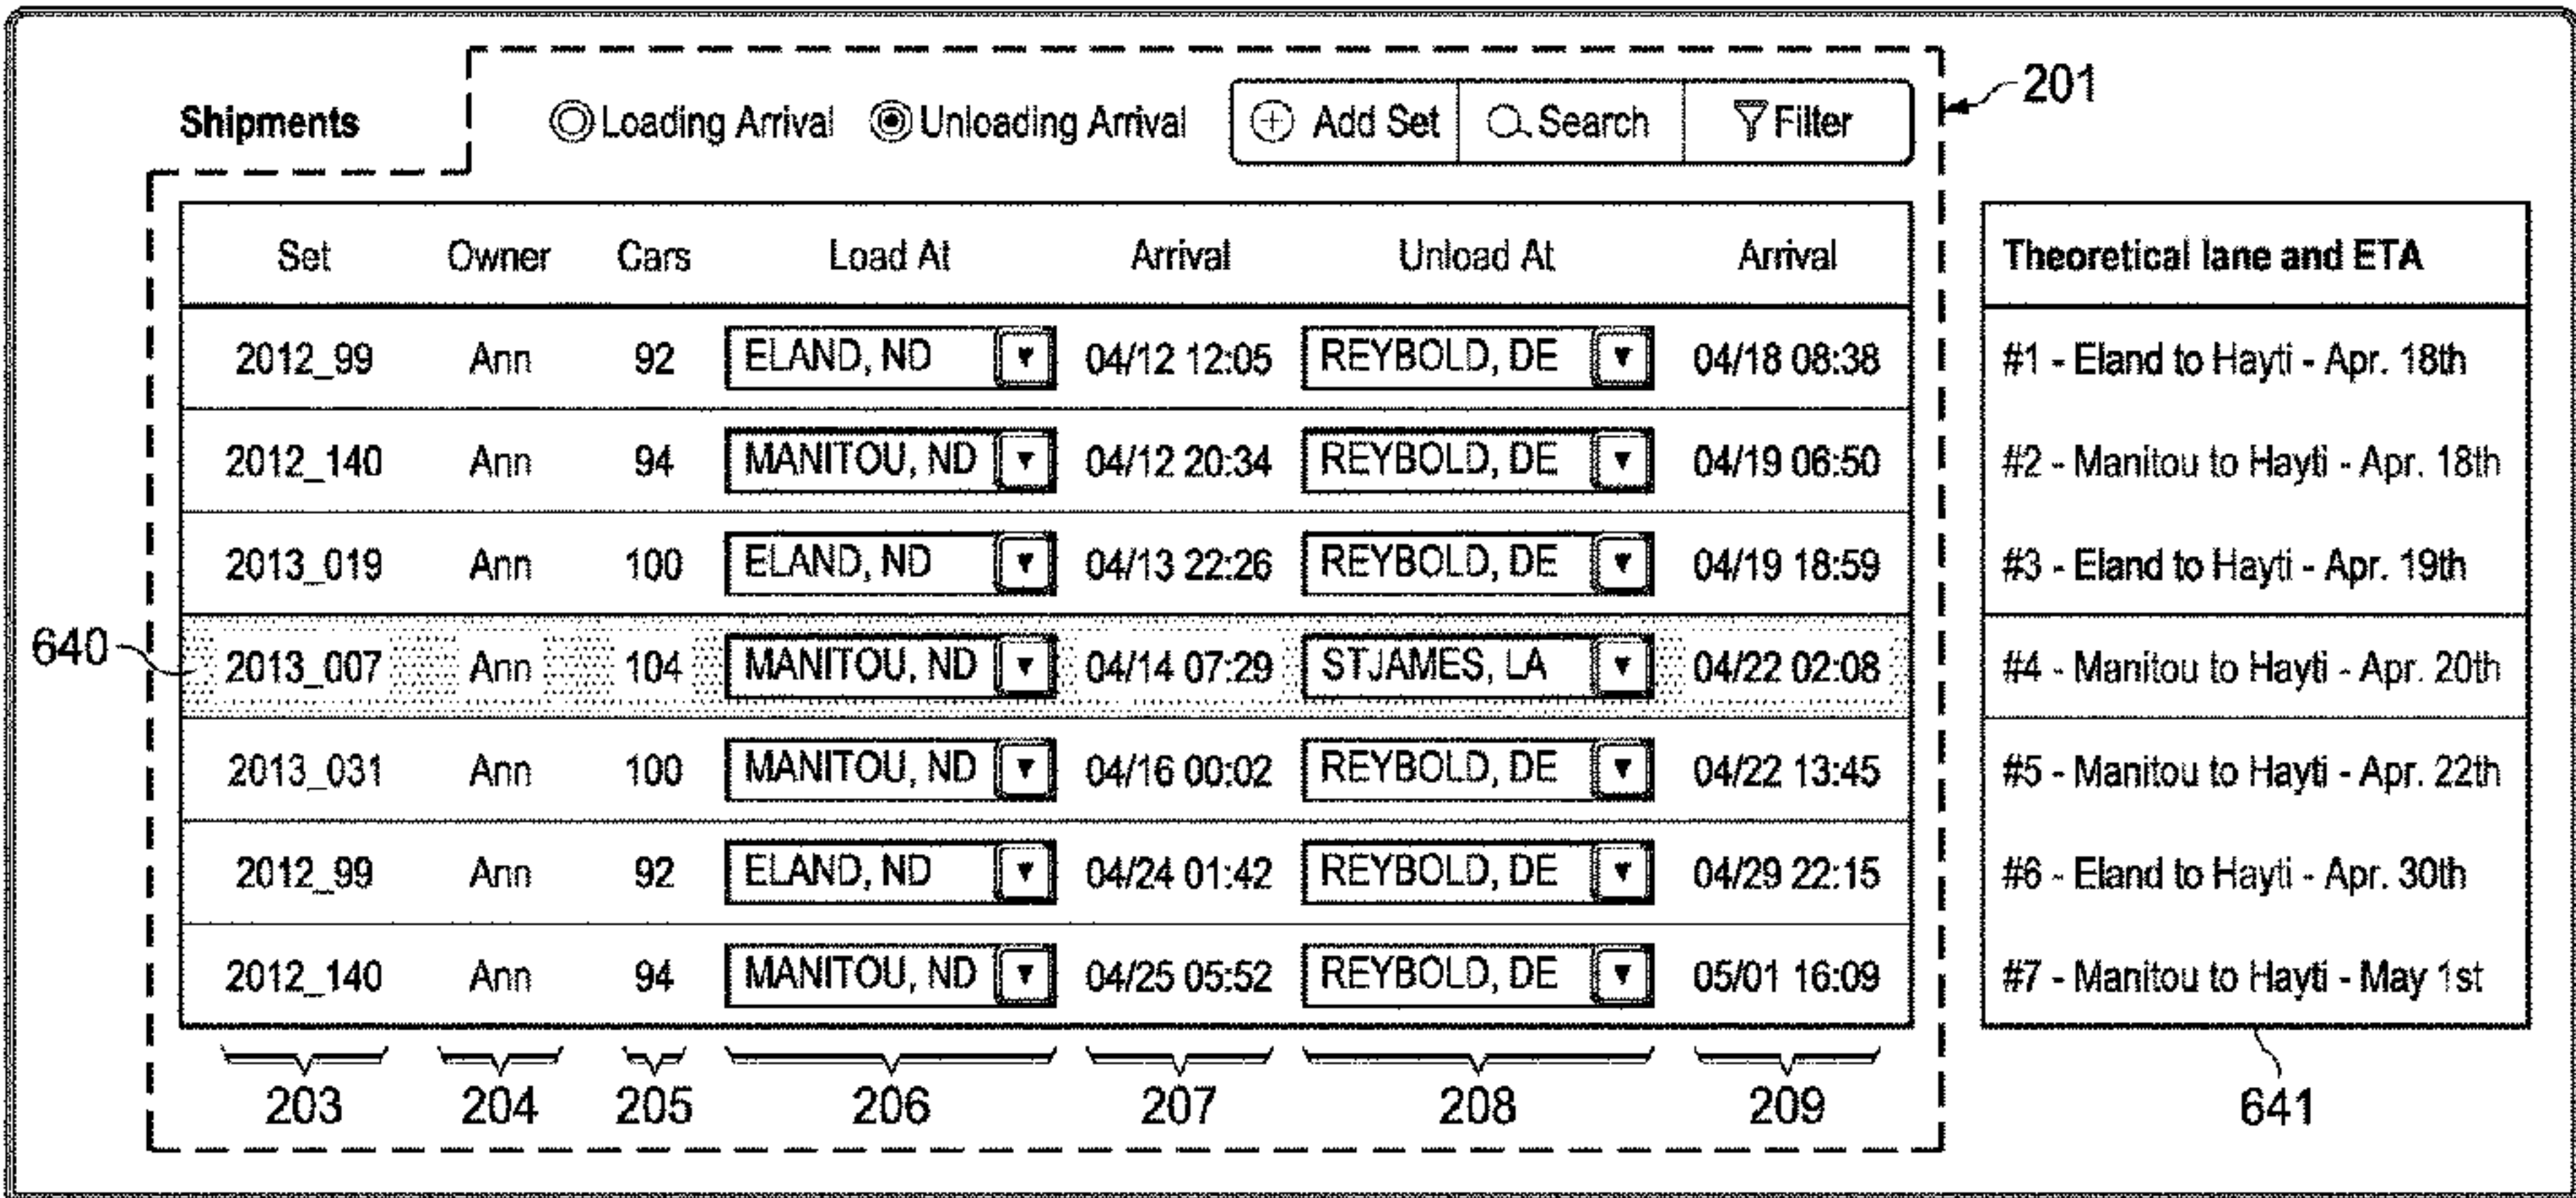 201
Shipments Loading Arrival Unloading Arrival Add Set Search Filter
Set Owner Cars Load At Arrival Unload At Arrival Theoretical lane and ETA
2012_99 Ann 92 ELAND, ND 04/12 12:05 REYBOLD, DE 04/18 08:38 #1 - Eland to Hayti - Apr. 18th
2012_140 Ann 94 MANITOU, ND 04/12 20:34 REYBOLD, DE 04/19 06:50 #2 - Manitou to Hayti - Apr. 18th
2013_019 Ann 100 ELAND, ND 04/13 22:26 REYBOLD, DE 04/19 18:59 #3 - Eland to Hayti - Apr. 19th
640 2013_007 Ann 104 MANITOU, ND 04/14 07:29 STJAMES, LA 04/22 02:08 #4 - Manitou to Hayti - Apr. 20th
2013_031 Ann 100 MANITOU, ND 04/16 00:02 REYBOLD, DE 04/22 13:45 #5 - Manitou to Hayti - Apr. 22th
2012_99 Ann 92 ELAND, ND 04/24 01:42 REYBOLD, DE 04/29 22:15 #6 - Eland to Hayti - Apr. 30th
2012_140 Ann 94 MANITOU, ND 04/25 05:52 REYBOLD, DE 05/01 16:09 #7 - Manitou to Hayti - May 1st
203 204 205 206 207 208 209 641